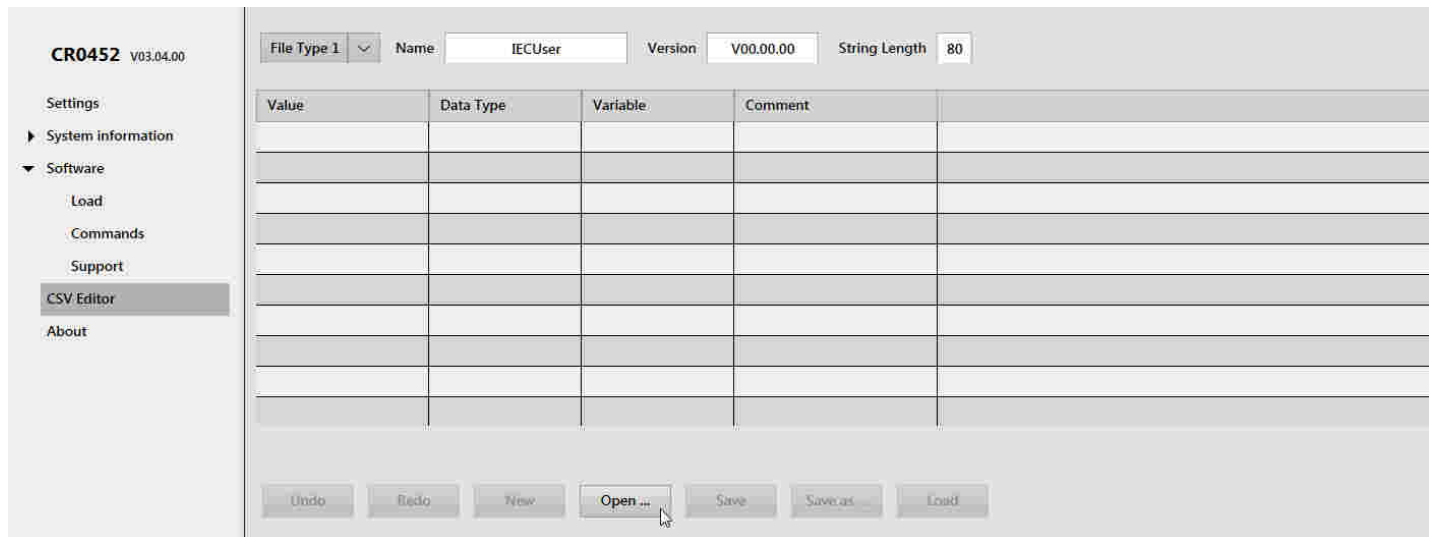 CR0452 V03.04.00
Settings
System information
Software
Load
Commands
Support
CSV Editor
About
File Type 1 Name IECUser Version V00.00.00 String Length 80
Value Data Type Variable Comment
Undo Redo New Open ... Save Save as ... Load